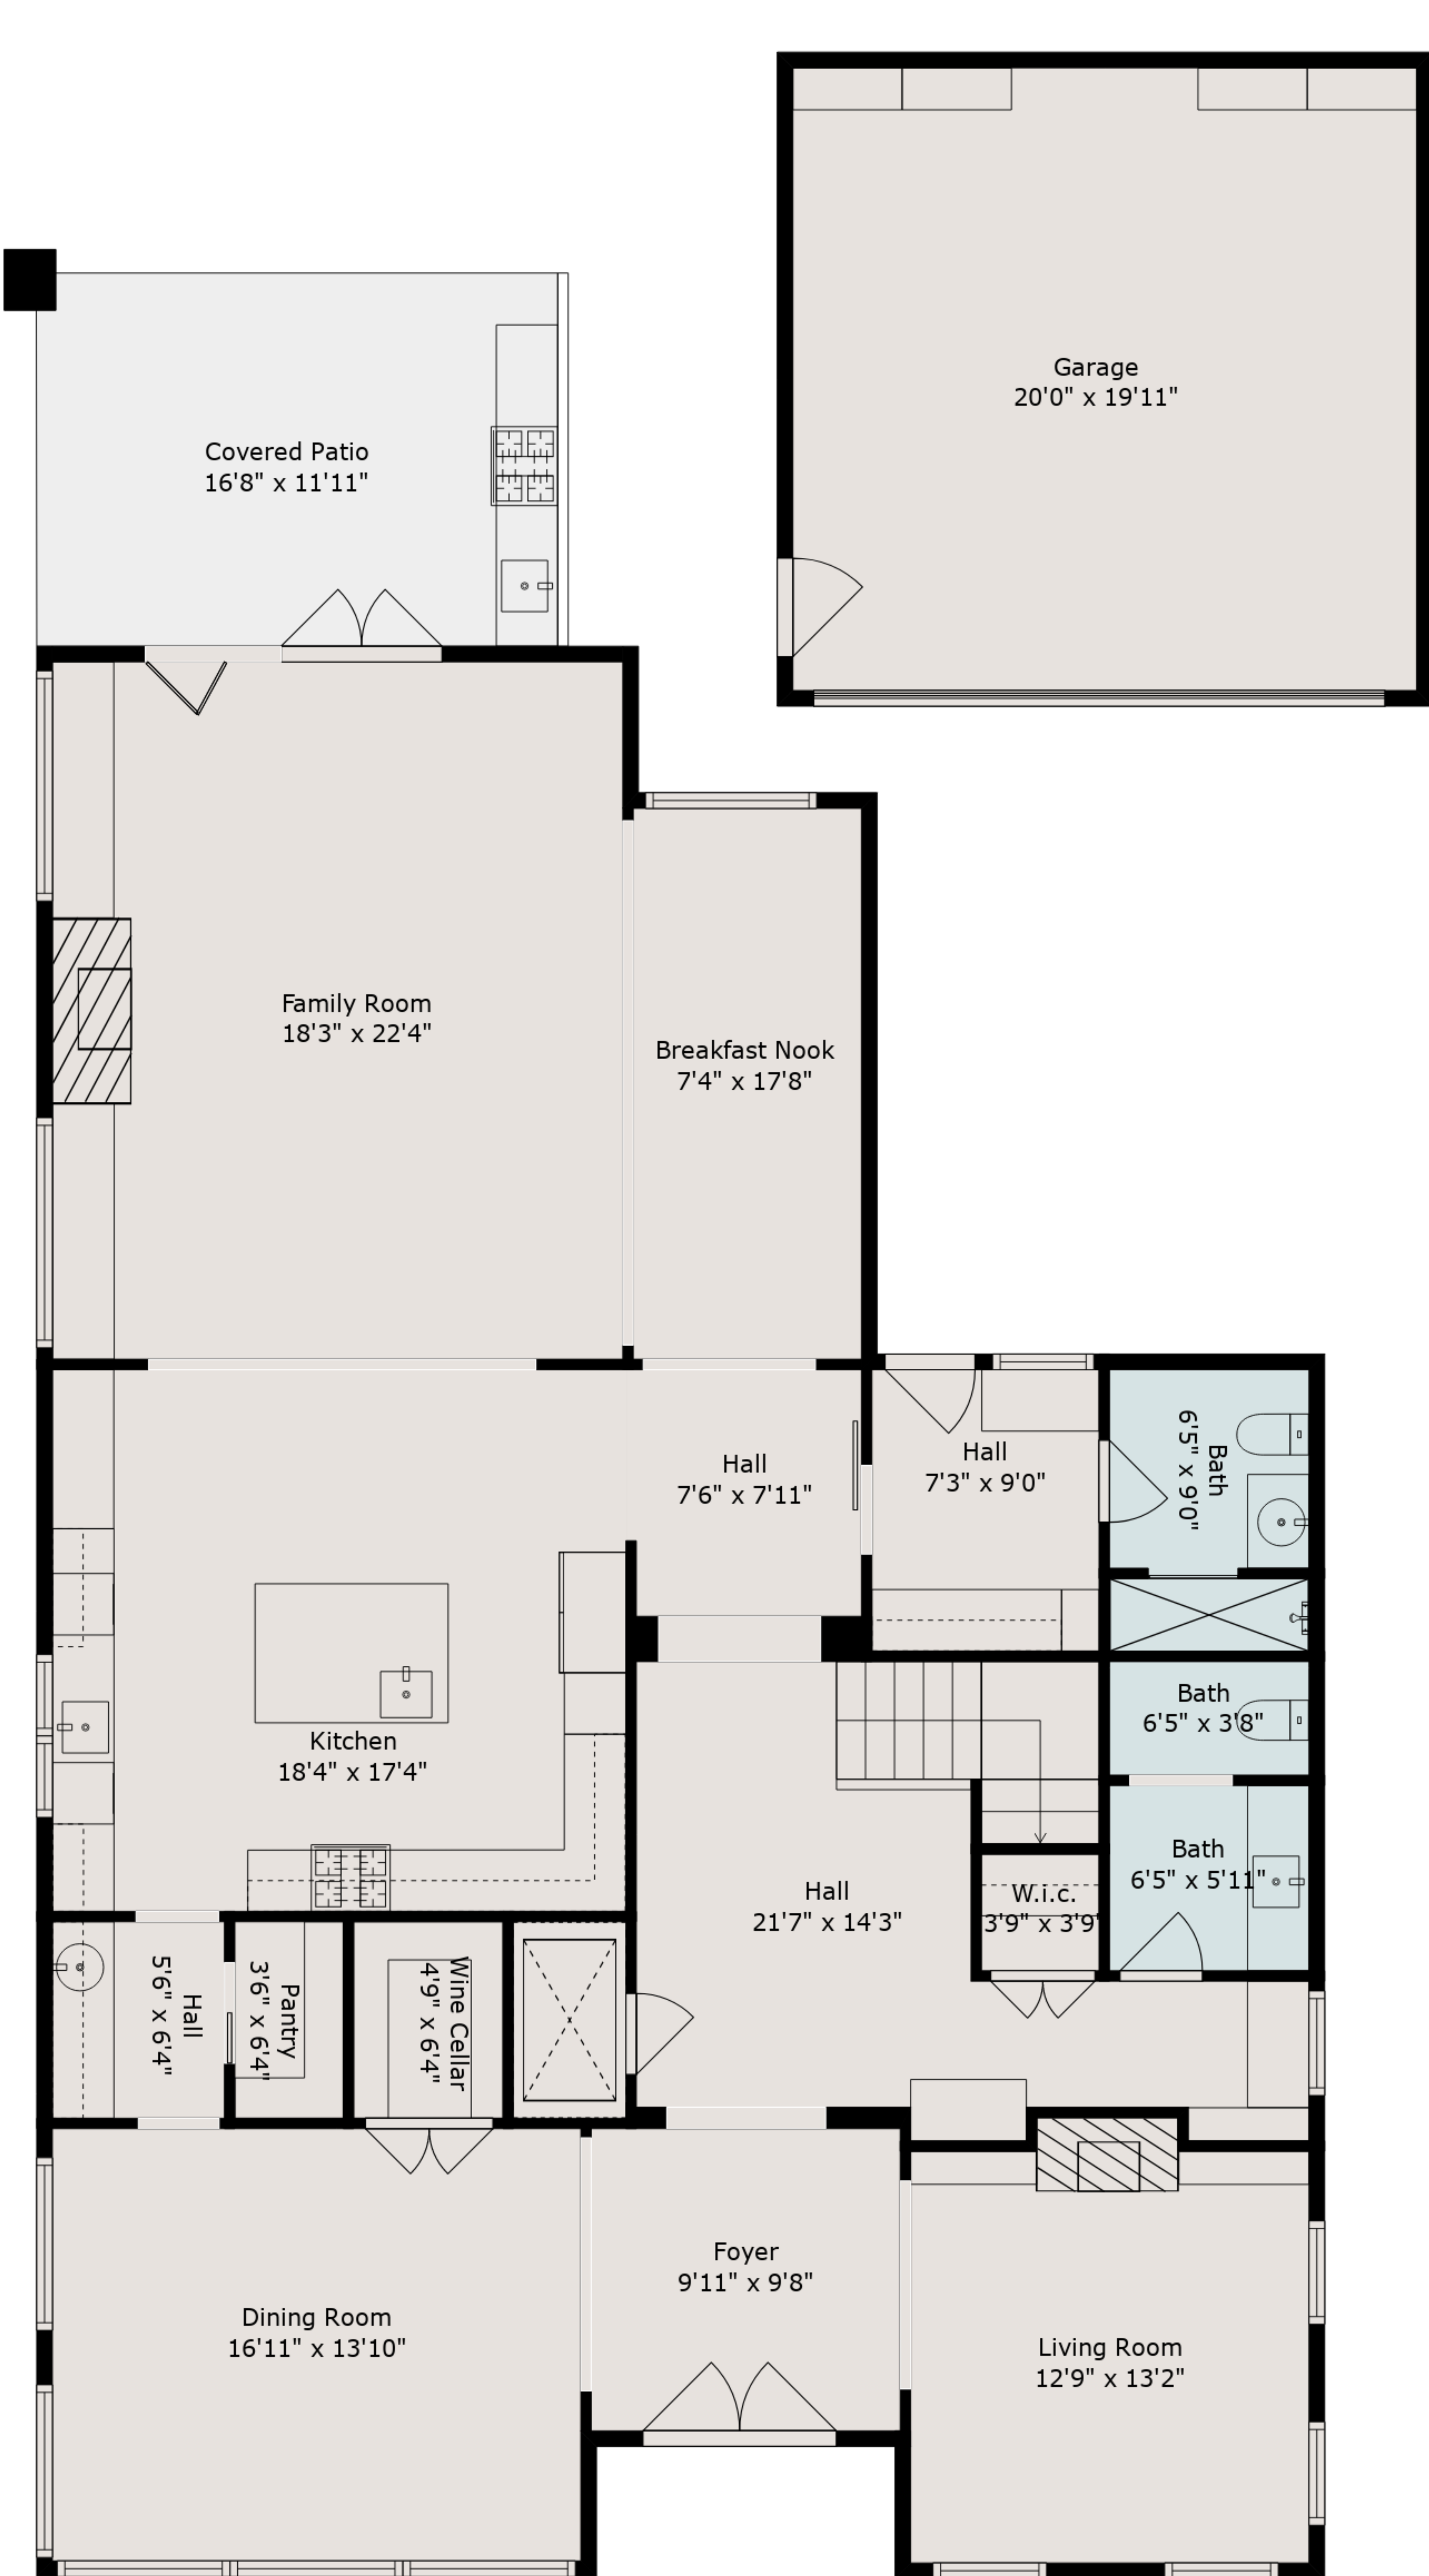 Garage
20'0" x 19'11"
Covered Patio
16'8" x 11'11"
Family Room
18'3" x 22'4"
Breakfast Nook
7'4" x 17'8"
Hall
7'6" x 7'11"
Hall
7'3" x 9'0"
Bath
6'5" x 9'0"
Kitchen
18'4" x 17'4"
Bath
6'5" x 3'8"
Bath
6'5" x 5'11"
Hall
21'7" x 14'3"
W.i.c.
3'9" x 3'9"
Hall
5'6" x 6'4"
Pantry
3'6" x 6'4"
Wine Cellar
4'9" x 6'4"
Foyer
9'11" x 9'8"
Dining Room
16'11" x 13'10"
Living Room
12'9" x 13'2"